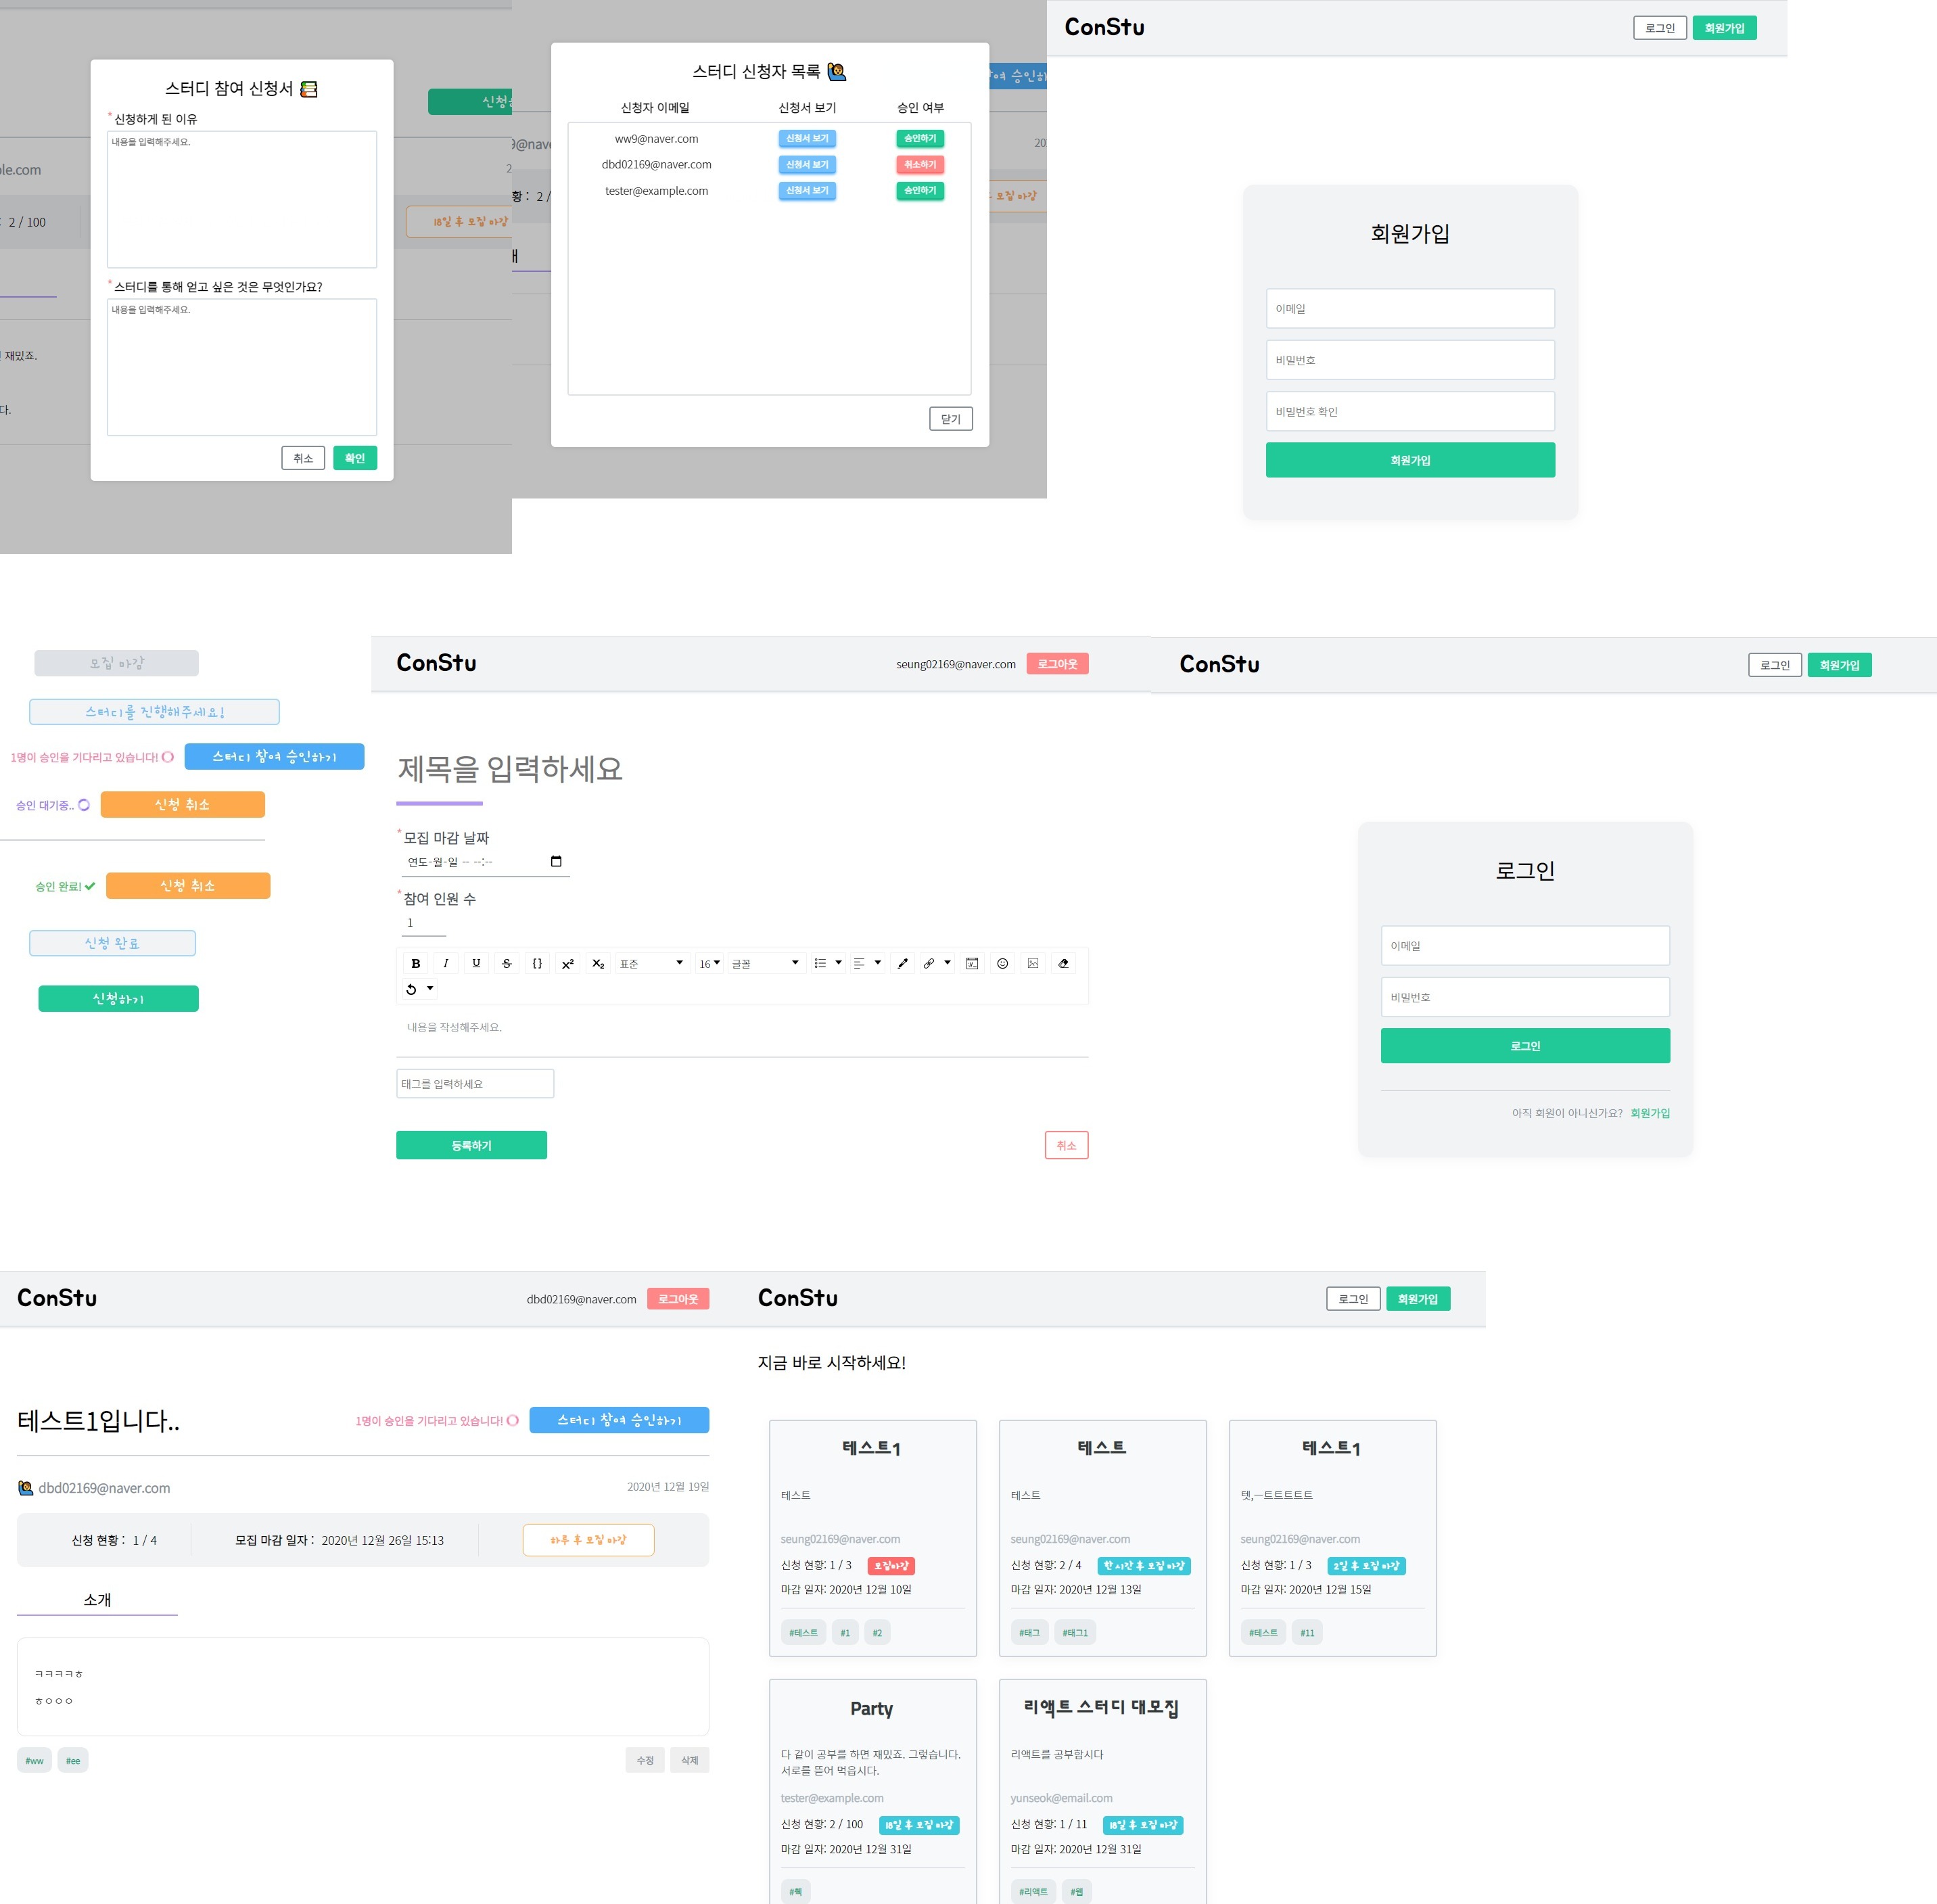 스터디 참여 신청서
* 신청하게 된 이유
내용을 입력해주세요.
* 스터디를 통해 얻고 싶은 것은 무엇인가요?
내용을 입력해주세요.
취소 확인
ple.com
: 2 / 100
18일 후 모집 마감
재밌죠.
다.
스터디 신청자 목록
신청자 이메일 신청서 보기 승인 여부
ww9@naver.com 신청서 보기 승인하기
dbd02169@naver.com 신청서 보기 취소하기
tester@example.com 신청서 보기 승인하기
닫기
9@nave
황 : 2 /
20
후 모집 마감
ConStu
로그인 회원가입
회원가입
이메일
비밀번호
비밀번호 확인
회원가입
모집 마감
스터디를 진행해주세요!
1명이 승인을 기다리고 있습니다! 스터디 참여 승인하기
승인 대기중.. 신청 취소
승인 완료! 신청 취소
신청 완료
신청하기
ConStu
seung02169@naver.com 로그아웃
제목을 입력하세요
* 모집 마감 날짜
연도-월-일 -- --:--
* 참여 인원 수
1
B I U S {} X² X₂ 표준 16 글꼴
내용을 작성해주세요.
태그를 입력하세요
등록하기 취소
ConStu
로그인 회원가입
로그인
이메일
비밀번호
로그인
아직 회원이 아니신가요? 회원가입
ConStu
dbd02169@naver.com 로그아웃
테스트1입니다..
1명이 승인을 기다리고 있습니다! 스터디 참여 승인하기
dbd02169@naver.com 2020년 12월 19일
신청 현황 : 1 / 4 모집 마감 일자 : 2020년 12월 26일 15:13 하루 후 모집 마감
소개
ㅋㅋㅋㅋㅎ
ㅎㅇㅇㅇ
#ww #ee 수정 삭제
ConStu
로그인 회원가입
지금 바로 시작하세요!
테스트1
테스트
seung02169@naver.com
신청 현황: 1 / 3 모집마감
마감 일자: 2020년 12월 10일
#테스트 #1 #2
테스트
테스트
seung02169@naver.com
신청 현황: 2 / 4 한 시간 후 모집 마감
마감 일자: 2020년 12월 13일
#태그 #태그1
테스트1
텟,ㅡ트트트트트
seung02169@naver.com
신청 현황: 1 / 3 2일 후 모집 마감
마감 일자: 2020년 12월 15일
#테스트 #11
Party
다 같이 공부를 하면 재밌죠. 그렇습니다.
서로를 뜯어 먹읍시다.
tester@example.com
신청 현황: 2 / 100 18일 후 모집 마감
마감 일자: 2020년 12월 31일
리액트 스터디 대모집
리액트를 공부합시다
yunseok@email.com
신청 현황: 1 / 11 18일 후 모집 마감
마감 일자: 2020년 12월 31일
#리액트 #웹